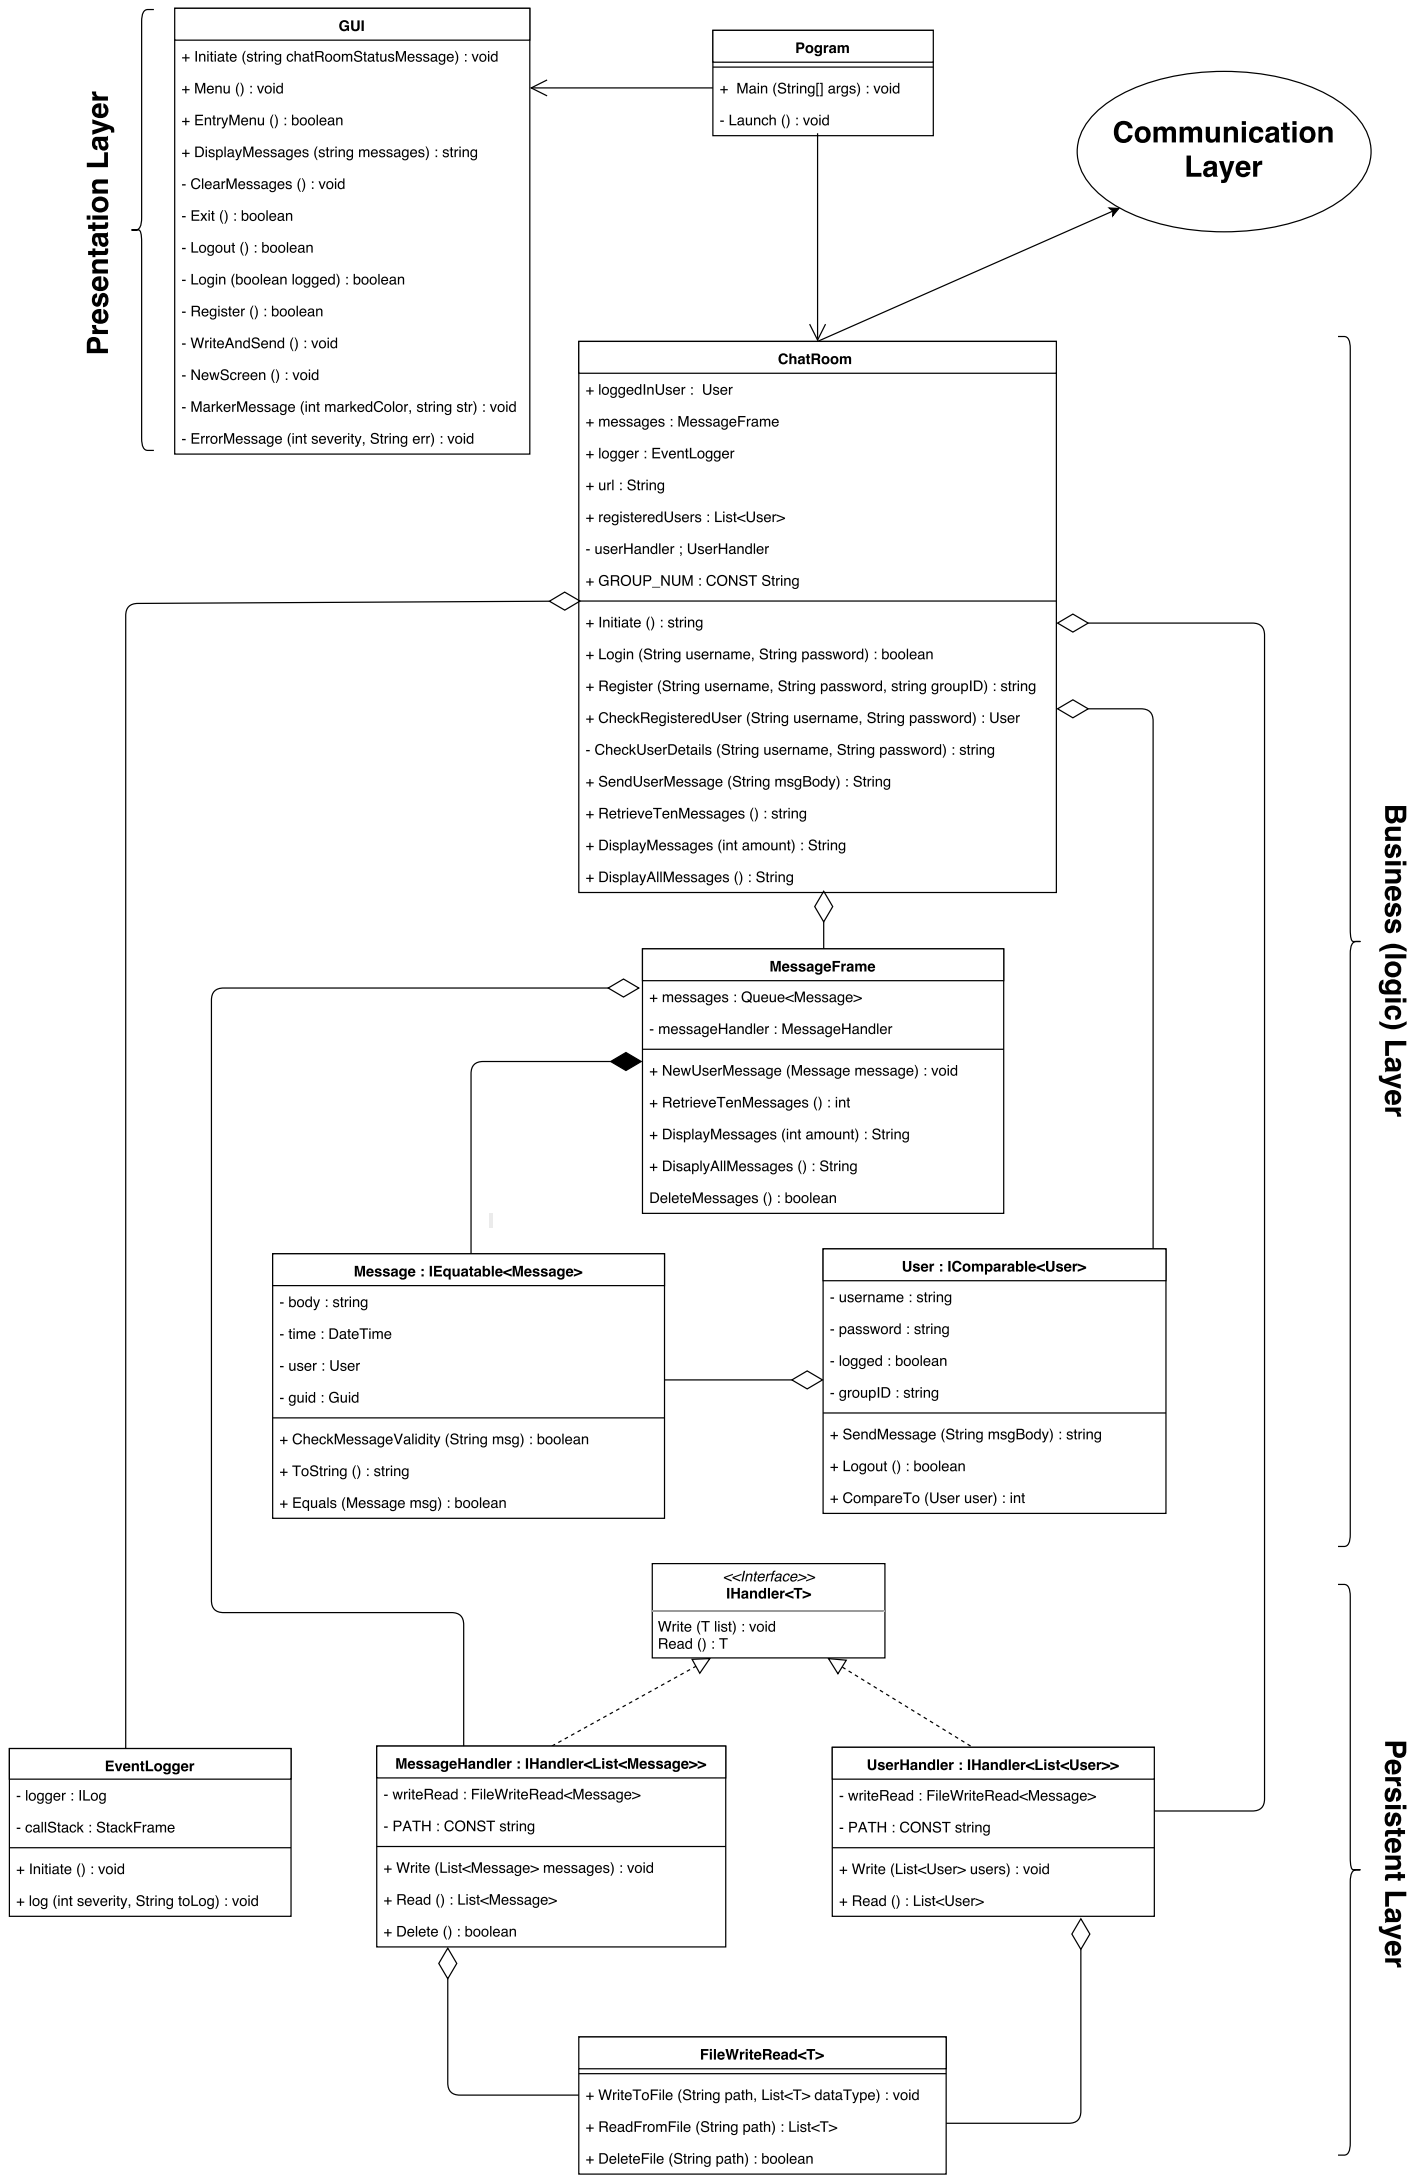 Presentation Layer
GUI
+ Initiate (string chatRoomStatusMessage) : void
+ Menu () : void
+ EntryMenu () : boolean
+ DisplayMessages (string messages) : string
- ClearMessages () : void
- Exit () : boolean
- Logout () : boolean
- Login (boolean logged) : boolean
- Register () : boolean
- WriteAndSend () : void
- NewScreen () : void
- MarkerMessage (int markedColor, string str) : void
- ErrorMessage (int severity, String err) : void
Pogram
+ Main (String[] args) : void
- Launch () : void
Communication
Layer
Business (logic) Layer
ChatRoom
+ loggedInUser : User
+ messages : MessageFrame
+ logger : EventLogger
+ url : String
+ registeredUsers : List<User>
- userHandler ; UserHandler
+ GROUP_NUM : CONST String
+ Initiate () : string
+ Login (String username, String password) : boolean
+ Register (String username, String password, string groupID) : string
+ CheckRegisteredUser (String username, String password) : User
- CheckUserDetails (String username, String password) : string
+ SendUserMessage (String msgBody) : String
+ RetrieveTenMessages () : string
+ DisplayMessages (int amount) : String
+ DisplayAllMessages () : String
MessageFrame
+ messages : Queue<Message>
- messageHandler : MessageHandler
+ NewUserMessage (Message message) : void
+ RetrieveTenMessages () : int
+ DisplayMessages (int amount) : String
+ DisaplyAllMessages () : String
DeleteMessages () : boolean
Message : IEquatable<Message>
- body : string
- time : DateTime
- user : User
- guid : Guid
+ CheckMessageValidity (String msg) : boolean
+ ToString () : string
+ Equals (Message msg) : boolean
User : IComparable<User>
- username : string
- password : string
- logged : boolean
- groupID : string
+ SendMessage (String msgBody) : string
+ Logout () : boolean
+ CompareTo (User user) : int
Persistent Layer
<<Interface>>
IHandler<T>
Write (T list) : void
Read () : T
EventLogger
- logger : ILog
- callStack : StackFrame
+ Initiate () : void
+ log (int severity, String toLog) : void
MessageHandler : IHandler<List<Message>>
- writeRead : FileWriteRead<Message>
- PATH : CONST string
+ Write (List<Message> messages) : void
+ Read () : List<Message>
+ Delete () : boolean
UserHandler : IHandler<List<User>>
- writeRead : FileWriteRead<Message>
- PATH : CONST string
+ Write (List<User> users) : void
+ Read () : List<User>
FileWriteRead<T>
+ WriteToFile (String path, List<T> dataType) : void
+ ReadFromFile (String path) : List<T>
+ DeleteFile (String path) : boolean